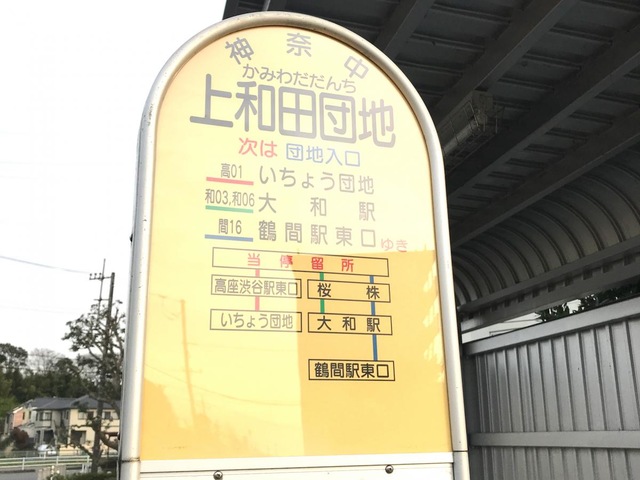 神奈中
かみわだだんち
上和田団地
次は 団地入口
高01 いちょう団地
和03,和06 大和駅
間16 鶴間駅東口 ゆき
当停留所
高座渋谷駅東口 桜株
いちょう団地 大和駅
鶴間駅東口